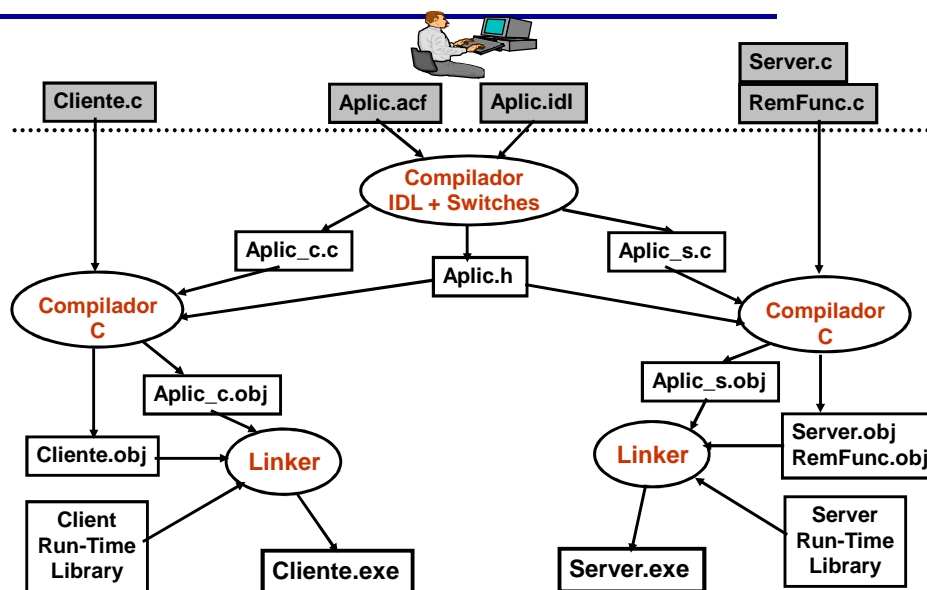 Server.c
Cliente.c
Aplic.acf
Aplic.idl
RemFunc.c
Compilador
IDL + Switches
Aplic_c.c
Aplic_s.c
Aplic.h
Compilador
C
Compilador
C
Aplic_c.obj
Aplic_s.obj
Cliente.obj
Linker
Linker
Server.obj
RemFunc.obj
Client
Run-Time
Library
Cliente.exe
Server.exe
Server
Run-Time
Library